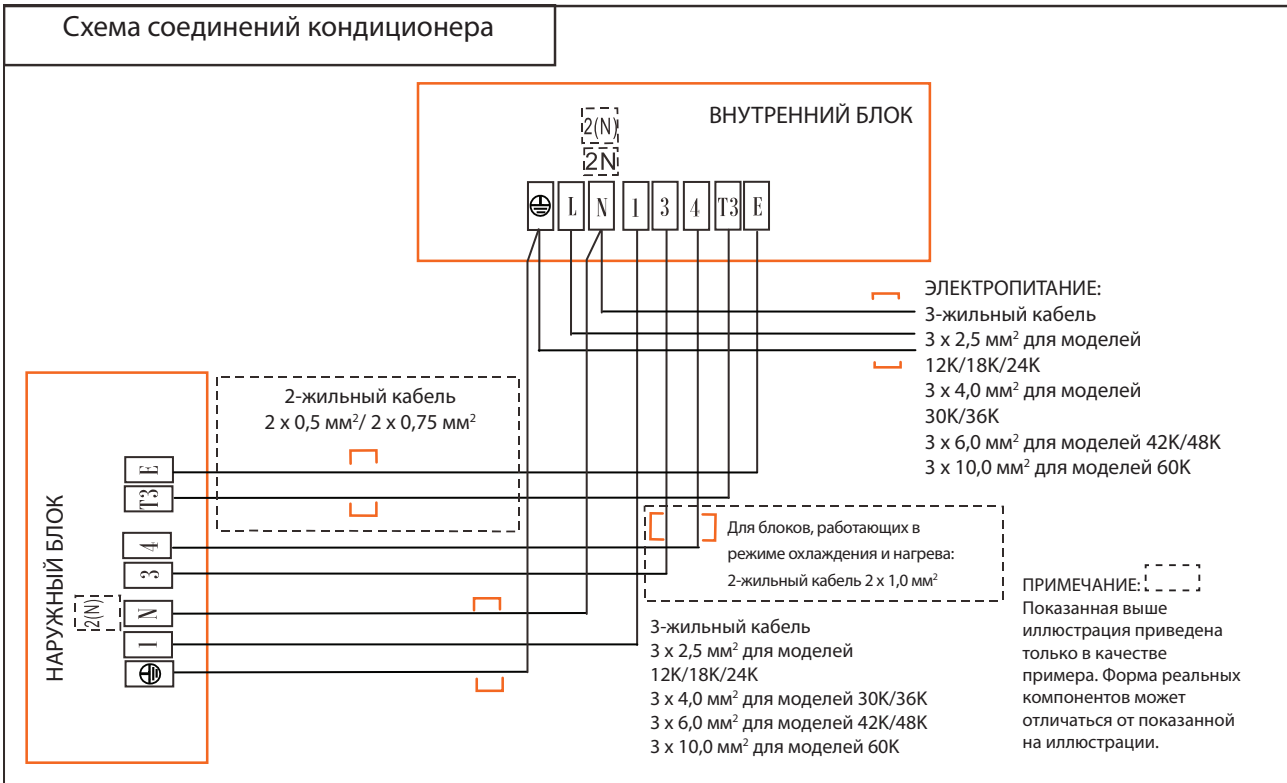 Схема соединений кондиционера
ВНУТРЕННИЙ БЛОК
2(N)
2N
L N 1 3 4 T3 E
ЭЛЕКТРОПИТАНИЕ:
3-жильный кабель
3 x 2,5 мм² для моделей
12K/18K/24K
3 x 4,0 мм² для моделей
30K/36K
3 x 6,0 мм² для моделей 42K/48K
3 x 10,0 мм² для моделей 60K
2-жильный кабель
2 x 0,5 мм²/ 2 x 0,75 мм²
НАРУЖНЫЙ БЛОК
E
T3
4
3
2(N)
N
1
Для блоков, работающих в
режиме охлаждения и нагрева:
2-жильный кабель 2 x 1,0 мм²
3-жильный кабель
3 x 2,5 мм² для моделей
12K/18K/24K
3 x 4,0 мм² для моделей 30K/36K
3 x 6,0 мм² для моделей 42K/48K
3 x 10,0 мм² для моделей 60K
ПРИМЕЧАНИЕ:
Показанная выше
иллюстрация приведена
только в качестве
примера. Форма реальных
компонентов может
отличаться от показанной
на иллюстрации.